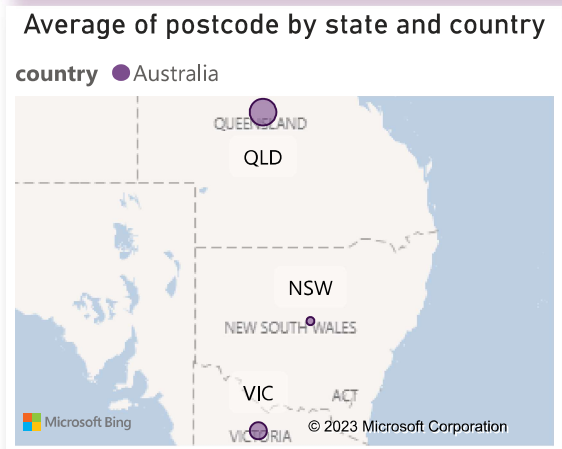 Average of postcode by state and country
country Australia
QUEENSLAND
QLD
NSW
NEW SOUTH WALES
VIC
ACT
Microsoft Bing
VICTORIA
© 2023 Microsoft Corporation